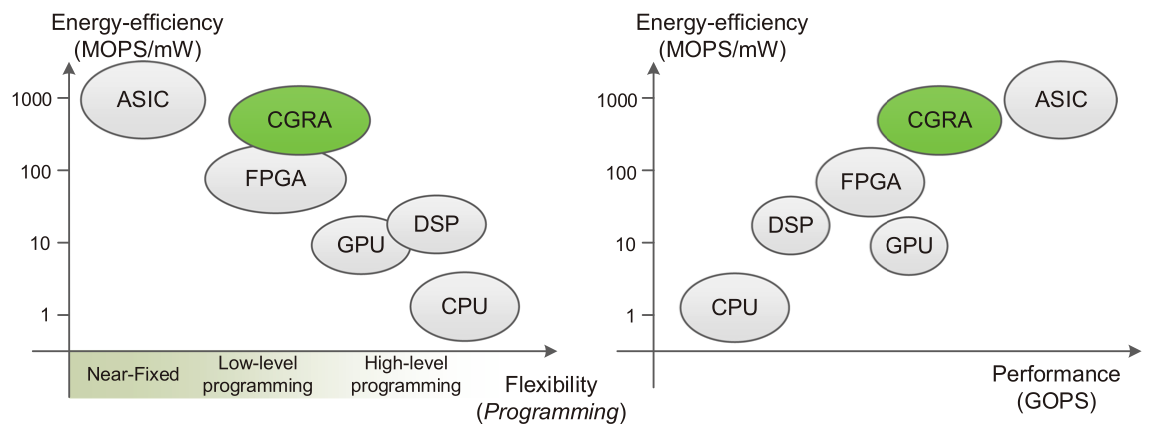 Energy-efficiency
(MOPS/mW)
1000
100
10
1
ASIC
CGRA
FPGA
GPU
DSP
CPU
Near-Fixed
Low-level
programming
High-level
programming
Flexibility
(Programming)
Energy-efficiency
(MOPS/mW)
1000
100
10
1
ASIC
CGRA
FPGA
DSP
GPU
CPU
Performance
(GOPS)